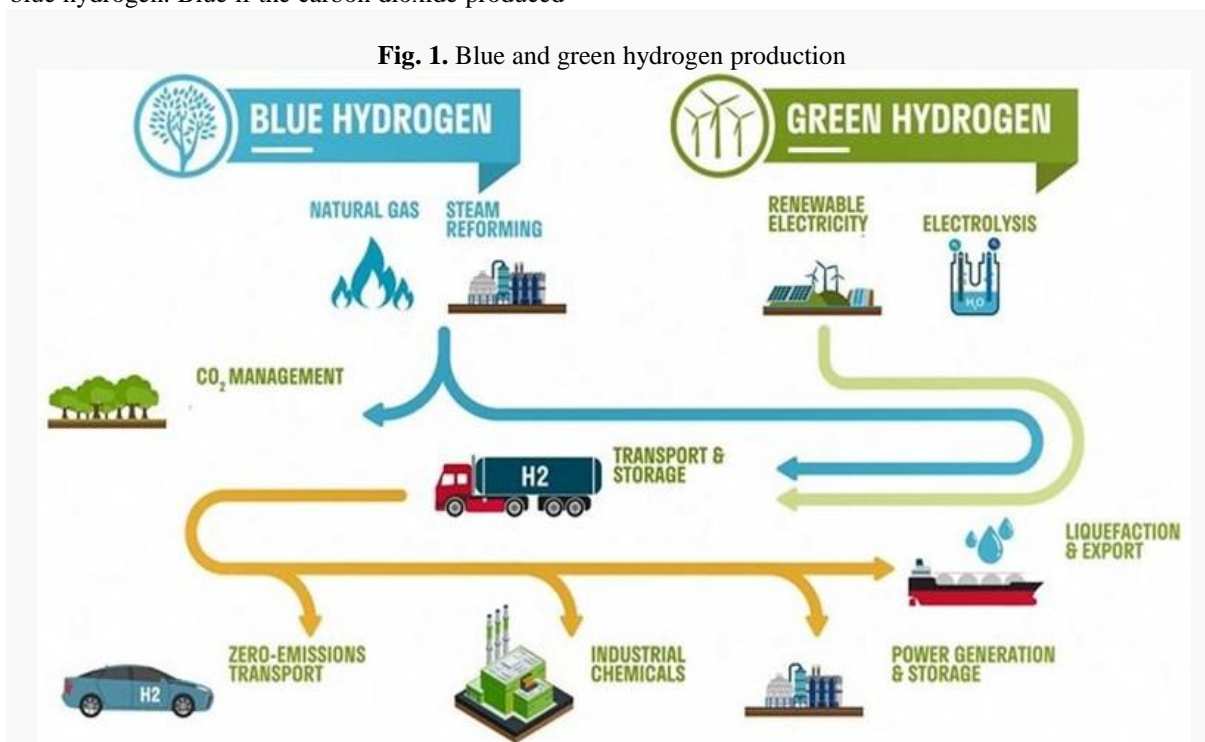 blue hydrogen. Blue if the carbon dioxide produced
Fig. 1. Blue and green hydrogen production
BLUE HYDROGEN
GREEN HYDROGEN
NATURAL GAS
STEAM
REFORMING
RENEWABLE
ELECTRICITY
ELECTROLYSIS
H₂O
CO₂ MANAGEMENT
TRANSPORT &
STORAGE
H2
LIQUEFACTION
& EXPORT
ZERO-EMISSIONS
TRANSPORT
H2
INDUSTRIAL
CHEMICALS
POWER GENERATION
& STORAGE